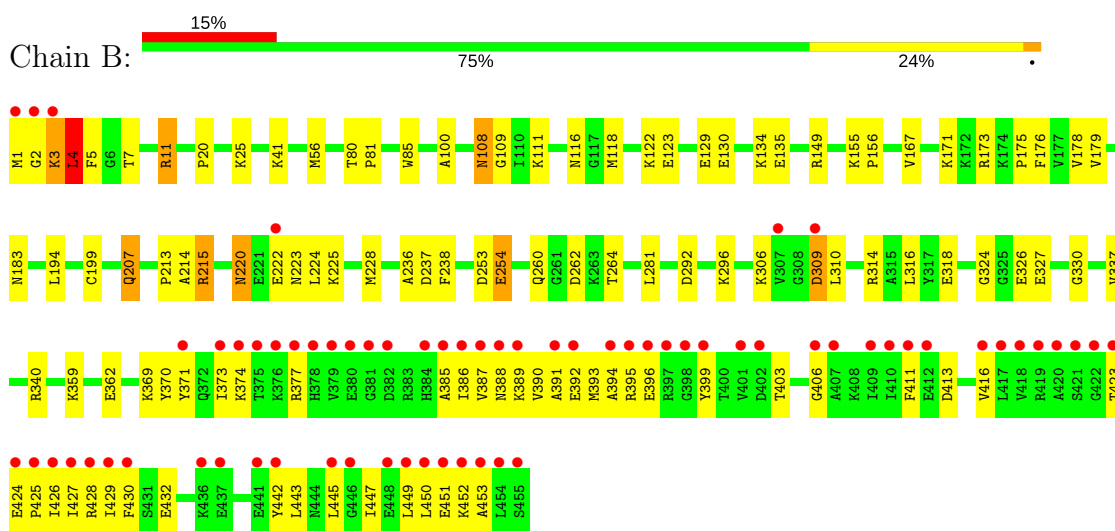 15%
Chain B:
75% 24% •
M1 G2 K3 L4 F5 G6 T7 R11 P20 K25 K41 M56 T80 P81 W85 A100 N108 G109 I110 K111 N116 G117 M118 K122 E123 E129 E130 K134 E135 R149 K155 P156 V167 K171 K172 R173 K174 P175 F176 V177 V178 V179
N183 L194 C199 Q207 P213 A214 R215 N220 E221 E222 N223 L224 K225 M228 A236 D237 F238 D253 E254 Q260 G261 D262 K263 T264 L281 D292 K296 K306 V307 G308 D309 L310 R314 A315 L316 Y317 E318 G324 G325 E326 E327 G330
R340 K359 E362 K369 Y370 Y371 Q372 I373 K374 T375 K376 R377 H378 V379 E380 G381 D382 R383 H384 A385 I386 V387 N388 K389 V390 A391 E392 M393 A394 R395 E396 R397 G398 Y399 T400 V401 D402 T403 G406 A407 K408 I409 I410 F411 E412 D413 V416 L417 V418 R419 A420 S421 G422 T423
E424 P425 I426 I427 R428 I429 F430 S431 E432 K436 E437 E441 Y442 L443 N444 L445 G446 I447 E448 L449 L450 E451 K452 A453 L454 S455